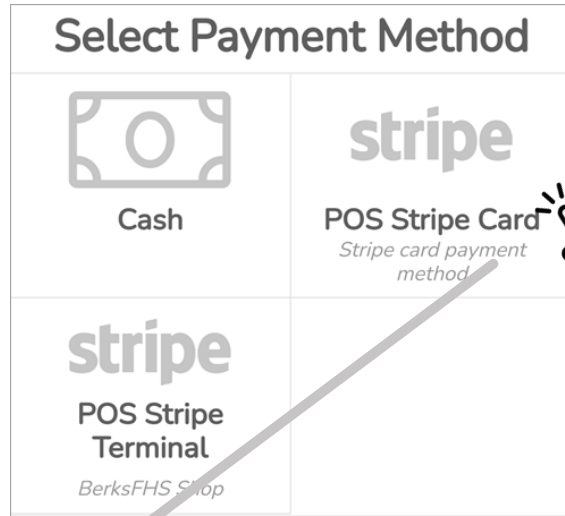 Select Payment Method
Cash
stripe
POS Stripe Card
Stripe card payment
method
stripe
POS Stripe
Terminal
BerksFHS Shop